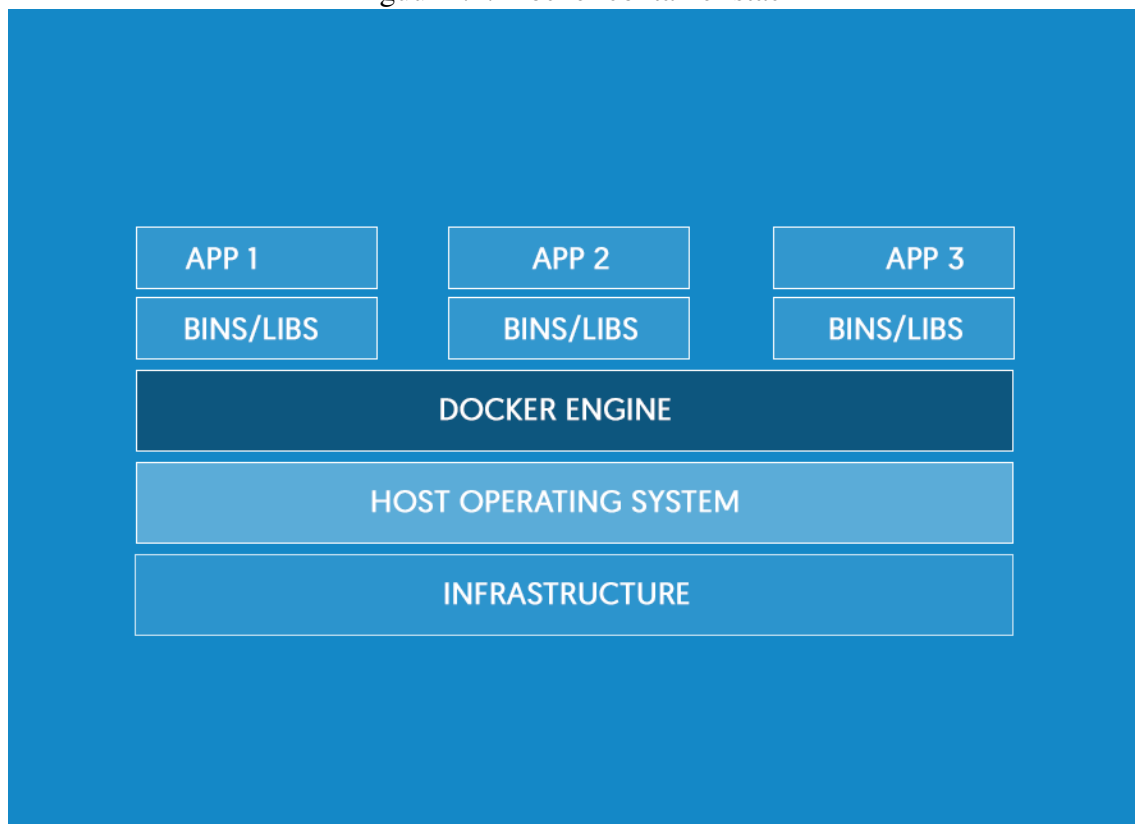 APP 1 APP 2 APP 3
BINS/LIBS BINS/LIBS BINS/LIBS
DOCKER ENGINE
HOST OPERATING SYSTEM
INFRASTRUCTURE